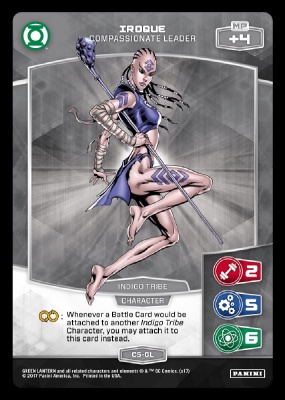 IROQUE
COMPASSIONATE LEADER
MP
+4
INDIGO TRIBE
CHARACTER
: Whenever a Battle Card would be
attached to another Indigo Tribe
Character, you may attach it to
this card instead.
2
5
6
C5-GL
GREEN LANTERN and all related characters and elements © & ™ DC Comics. (s17)
© 2017 Panini America, Inc. Printed in the USA.
PANINI